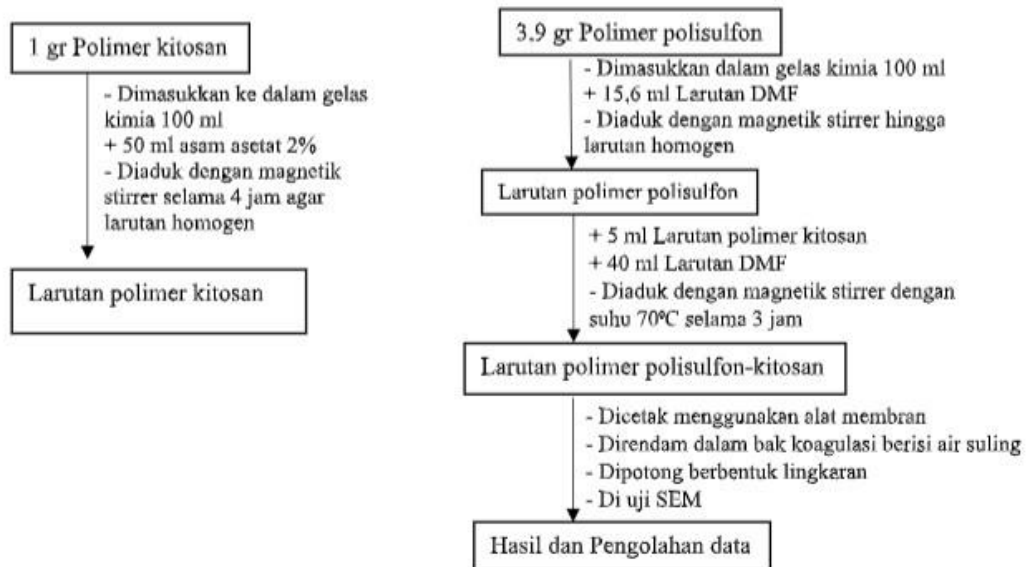 1 gr Polimer kitosan
- Dimasukkan ke dalam gelas
kimia 100 ml
+ 50 ml asam asetat 2%
- Diaduk dengan magnetik
stirrer selama 4 jam agar
larutan homogen
Larutan polimer kitosan
3.9 gr Polimer polisulfon
- Dimasukkan dalam gelas kimia 100 ml
+ 15,6 ml Larutan DMF
- Diaduk dengan magnetik stirrer hingga
larutan homogen
Larutan polimer polisulfon
+ 5 ml Larutan polimer kitosan
+ 40 ml Larutan DMF
- Diaduk dengan magnetik stirrer dengan
suhu 70ºC selama 3 jam
Larutan polimer polisulfon-kitosan
- Dicetak menggunakan alat membran
- Direndam dalam bak koagulasi berisi air suling
- Dipotong berbentuk lingkaran
- Di uji SEM
Hasil dan Pengolahan data